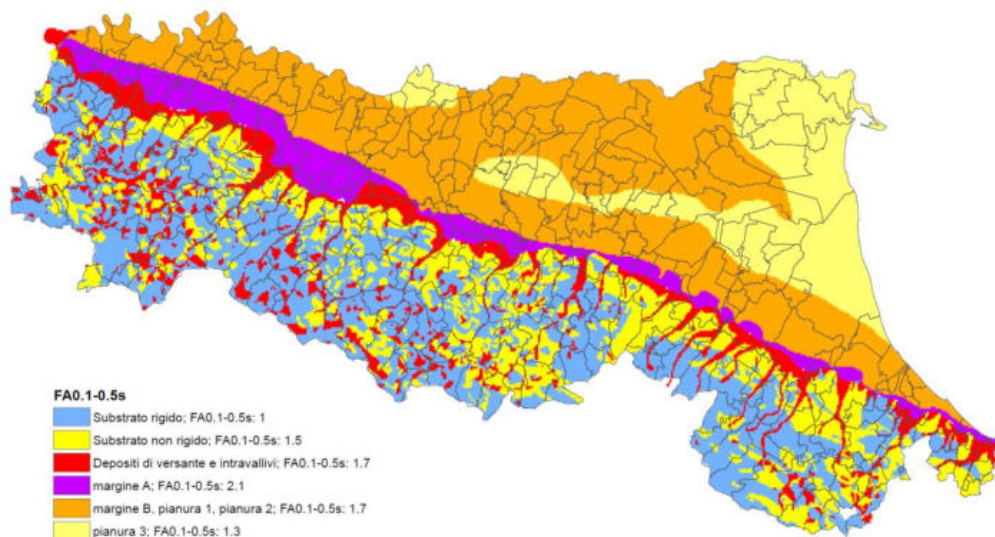 FA0.1-0.5s
Substrato rigido; FA0.1-0.5s: 1
Substrato non rigido; FA0.1-0.5s: 1.5
Depositi di versante e intravallivi; FA0.1-0.5s: 1.7
margine A; FA0.1-0.5s: 2.1
margine B, pianura 1, pianura 2; FA0.1-0.5s: 1.7
pianura 3; FA0.1-0.5s: 1.3